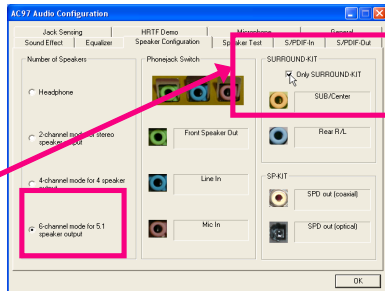 AC97 Audio Configuration
Jack Sensing
HRTF Demo
Microphone
General
Sound Effect
Equalizer
Speaker Configuration
Speaker Test
S/PDIF-In
S/PDIF-Out
Number of Speakers
Headphone
2-channel mode for stereo
speaker output
4-channel mode for 4 speaker
output
6-channel mode for 5.1
speaker output
Phonejack Switch
Front Speaker Out
Line In
Mic In
SURROUND-KIT
Only SURROUND-KIT
SUB/Center
Rear R/L
SP-KIT
SPD out (coaxial)
SPD out (optical)
OK